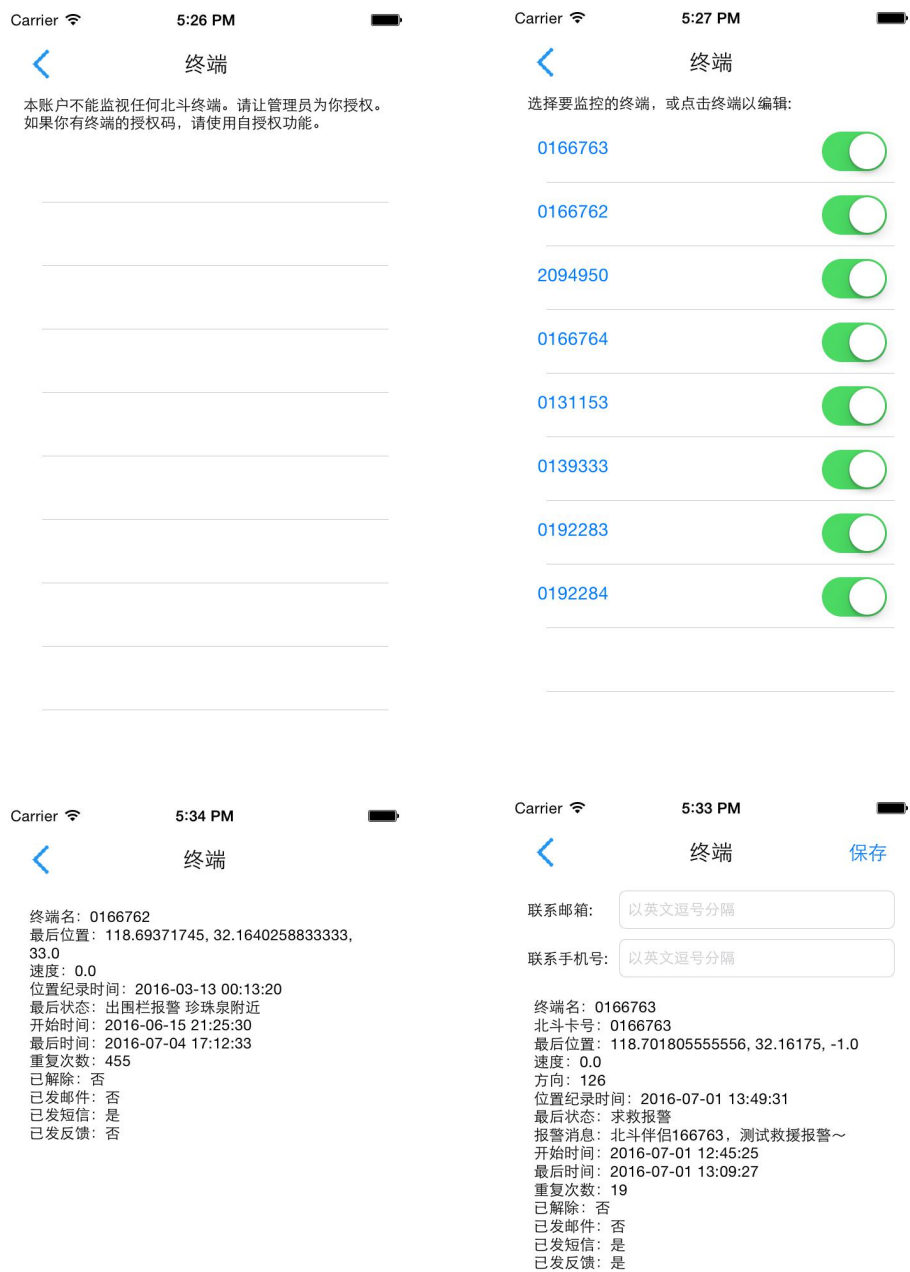 Carrier 5:26 PM
终端
本账户不能监视任何北斗终端。请让管理员为你授权。
如果你有终端的授权码，请使用自授权功能。
Carrier 5:27 PM
终端
选择要监控的终端，或点击终端以编辑:
0166763
0166762
2094950
0166764
0131153
0139333
0192283
0192284
Carrier 5:34 PM
终端
终端名：0166762
最后位置：118.69371745, 32.1640258833333,
33.0
速度：0.0
位置纪录时间：2016-03-13 00:13:20
最后状态：出围栏报警 珍珠泉附近
开始时间：2016-06-15 21:25:30
最后时间：2016-07-04 17:12:33
重复次数：455
已解除：否
已发邮件：否
已发短信：是
已发反馈：否
Carrier 5:33 PM
终端 保存
联系邮箱: 以英文逗号分隔
联系手机号: 以英文逗号分隔
终端名：0166763
北斗卡号：0166763
最后位置：118.701805555556, 32.16175, -1.0
速度：0.0
方向：126
位置纪录时间：2016-07-01 13:49:31
最后状态：求救报警
报警消息：北斗伴侣166763，测试救援报警～
开始时间：2016-07-01 12:45:25
最后时间：2016-07-01 13:09:27
重复次数：19
已解除：否
已发邮件：否
已发短信：是
已发反馈：是